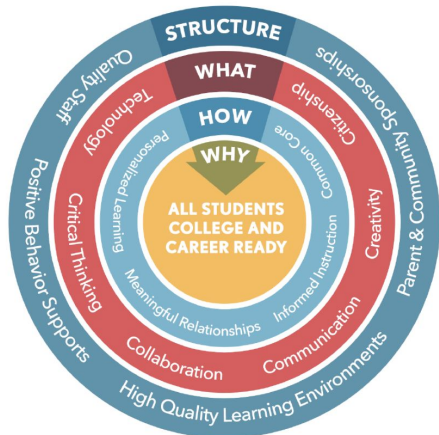 STRUCTURE
Parent & Community Sponsorships
High Quality Learning Environments
Positive Behavior Supports
Quality Staff
WHAT
Citizenship
Creativity
Communication
Collaboration
Critical Thinking
Technology
HOW
Common Core
Informed Instruction
Meaningful Relationships
Personalized Learning
WHY
ALL STUDENTS
COLLEGE AND
CAREER READY